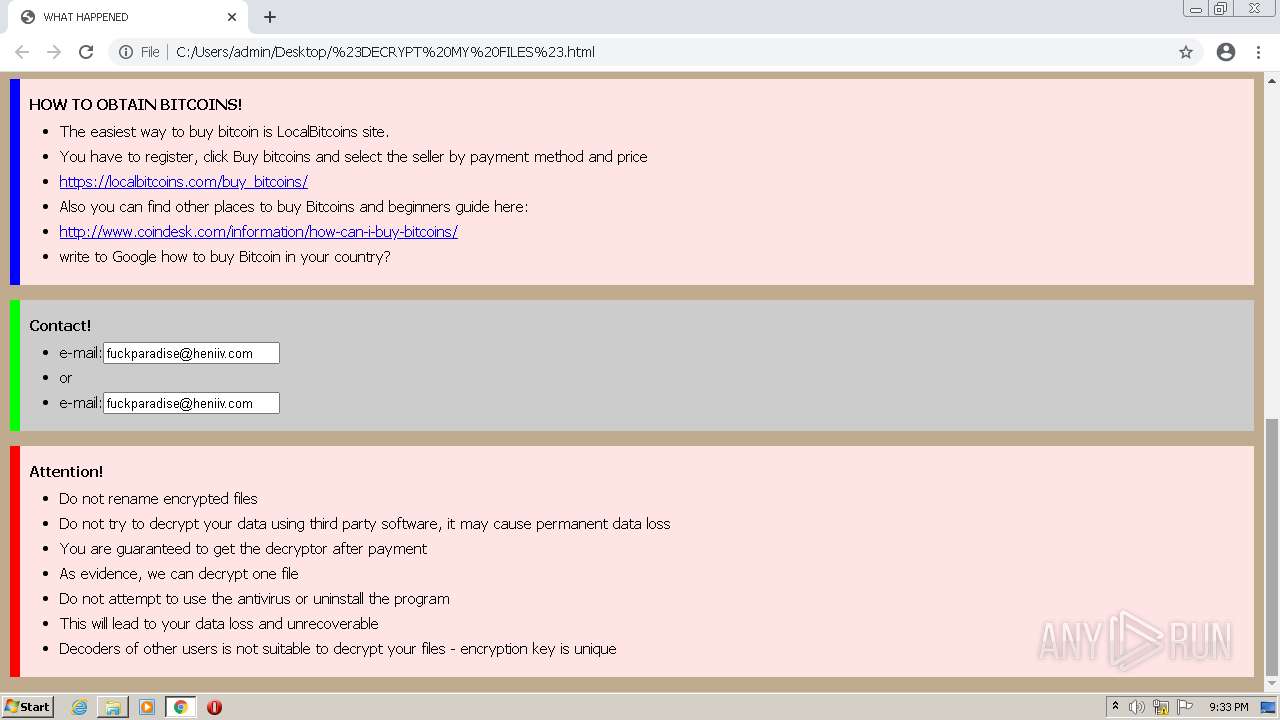 WHAT HAPPENED
File | C:/Users/admin/Desktop/%23DECRYPT%20MY%20FILES%23.html
HOW TO OBTAIN BITCOINS!
• The easiest way to buy bitcoin is LocalBitcoins site.
• You have to register, click Buy bitcoins and select the seller by payment method and price
• https://localbitcoins.com/buy_bitcoins/
• Also you can find other places to buy Bitcoins and beginners guide here:
• http://www.coindesk.com/information/how-can-i-buy-bitcoins/
• write to Google how to buy Bitcoin in your country?
Contact!
• e-mail: fuckparadise@heniiv.com
• or
• e-mail: fuckparadise@heniiv.com
Attention!
• Do not rename encrypted files
• Do not try to decrypt your data using third party software, it may cause permanent data loss
• You are guaranteed to get the decryptor after payment
• As evidence, we can decrypt one file
• Do not attempt to use the antivirus or uninstall the program
• This will lead to your data loss and unrecoverable
• Decoders of other users is not suitable to decrypt your files - encryption key is unique
ANY RUN
Start
9:33 PM